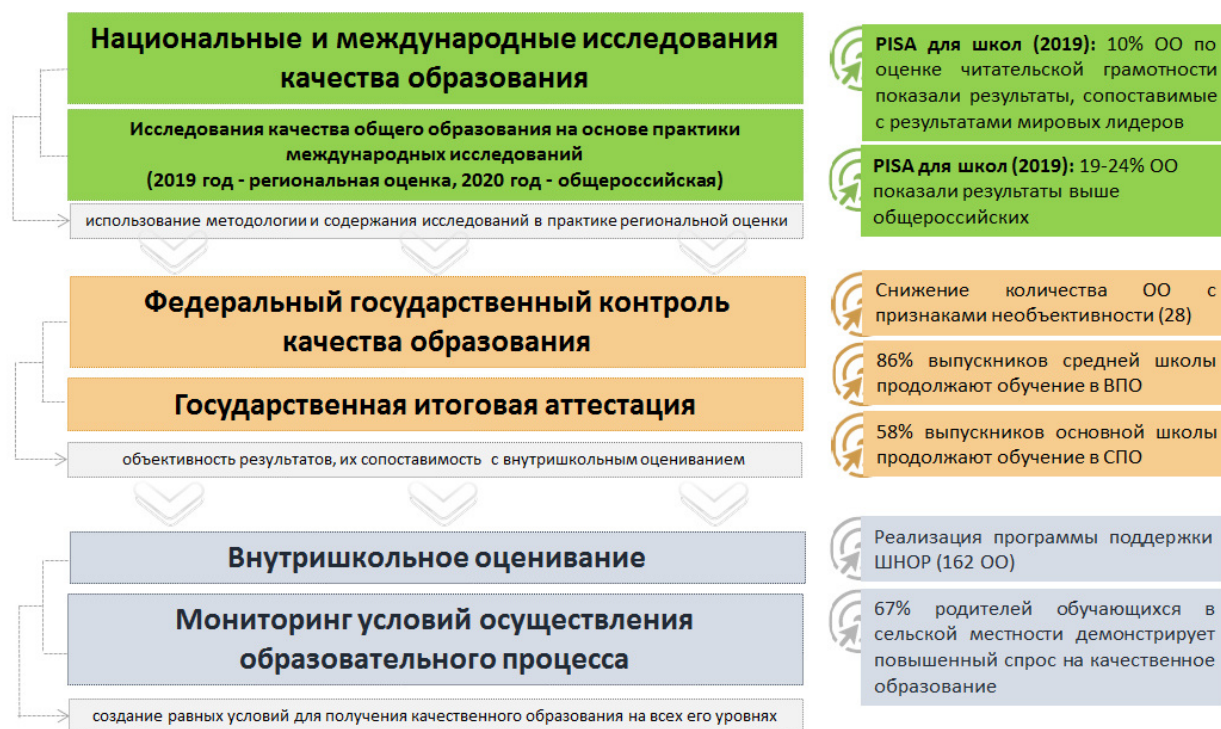 Национальные и международные исследования
качества образования
Исследования качества общего образования на основе практики
международных исследований
(2019 год - региональная оценка, 2020 год - общероссийская)
использование методологии и содержания исследований в практике региональной оценки
PISA для школ (2019): 10% ОО по
оценке читательской грамотности
показали результаты, сопоставимые
с результатами мировых лидеров
PISA для школ (2019): 19-24% ОО
показали результаты выше
общероссийских
Федеральный государственный контроль
качества образования
Государственная итоговая аттестация
объективность результатов, их сопоставимость с внутришкольным оцениванием
Снижение количества ОО с
признаками необъективности (28)
86% выпускников средней школы
продолжают обучение в ВПО
58% выпускников основной школы
продолжают обучение в СПО
Внутришкольное оценивание
Мониторинг условий осуществления
образовательного процесса
создание равных условий для получения качественного образования на всех его уровнях
Реализация программы поддержки
ШНОР (162 ОО)
67% родителей обучающихся в
сельской местности демонстрирует
повышенный спрос на качественное
образование